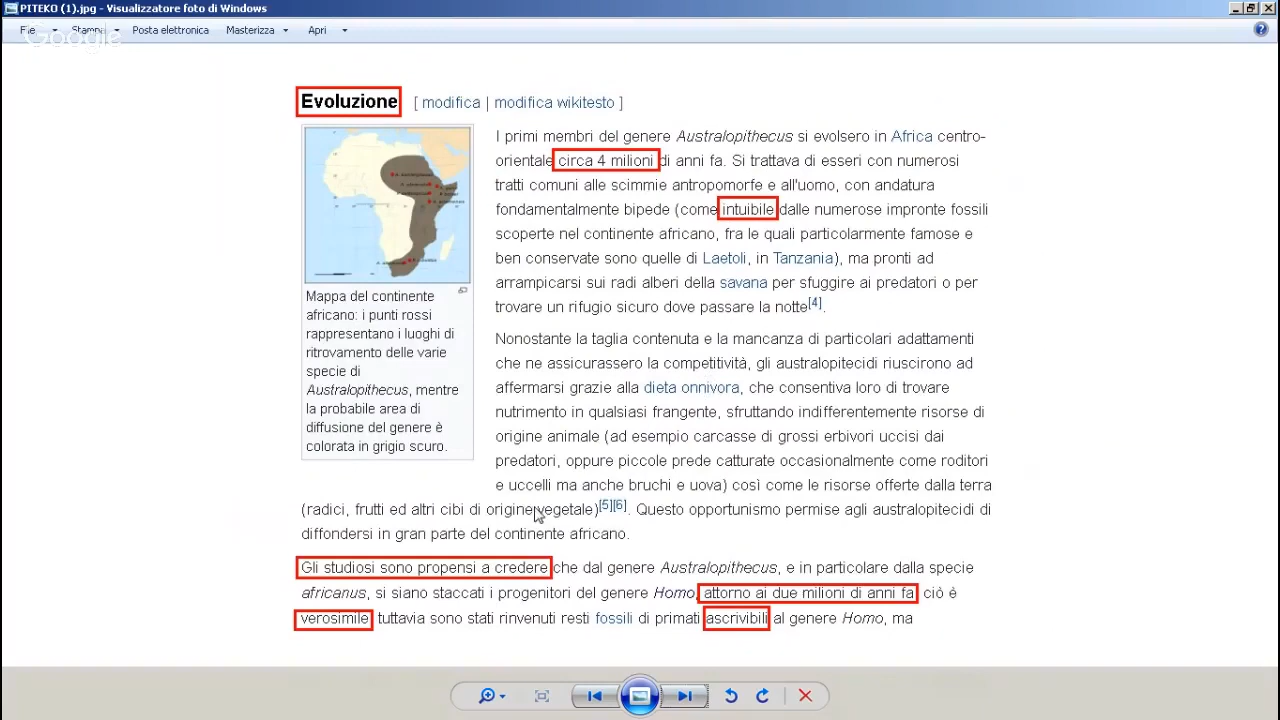 PITEKO (1).jpg - Visualizzatore foto di Windows
File Stampa Posta elettronica Masterizza Apri
Google
Evoluzione [ modifica | modifica wikitesto ]
I primi membri del genere Australopithecus si evolsero in Africa centro-
orientale circa 4 milioni di anni fa. Si trattava di esseri con numerosi
tratti comuni alle scimmie antropomorfe e all'uomo, con andatura
fondamentalmente bipede (come intuibile dalle numerose impronte fossili
scoperte nel continente africano, fra le quali particolarmente famose e
ben conservate sono quelle di Laetoli, in Tanzania), ma pronti ad
arrampicarsi sui radi alberi della savana per sfuggire ai predatori o per
trovare un rifugio sicuro dove passare la notte[4].
Mappa del continente
africano: i punti rossi
rappresentano i luoghi di
ritrovamento delle varie
specie di
Australopithecus, mentre
la probabile area di
diffusione del genere è
colorata in grigio scuro.
Nonostante la taglia contenuta e la mancanza di particolari adattamenti
che ne assicurassero la competitività, gli australopitecidi riuscirono ad
affermarsi grazie alla dieta onnivora, che consentiva loro di trovare
nutrimento in qualsiasi frangente, sfruttando indifferentemente risorse di
origine animale (ad esempio carcasse di grossi erbivori uccisi dai
predatori, oppure piccole prede catturate occasionalmente come roditori
e uccelli ma anche bruchi e uova) così come le risorse offerte dalla terra
(radici, frutti ed altri cibi di origine vegetale)[5][6]. Questo opportunismo permise agli australopitecidi di
diffondersi in gran parte del continente africano.
Gli studiosi sono propensi a credere che dal genere Australopithecus, e in particolare dalla specie
africanus, si siano staccati i progenitori del genere Homo, attorno ai due milioni di anni fa ciò è
verosimile tuttavia sono stati rinvenuti resti fossili di primati ascrivibili al genere Homo, ma